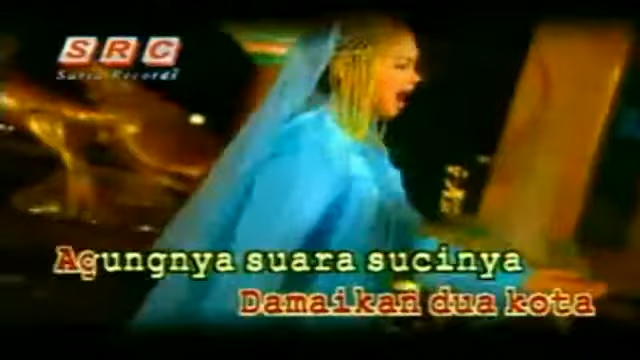 SRC
Suria Records
Agungnya suara sucinya
Damaikan dua kota